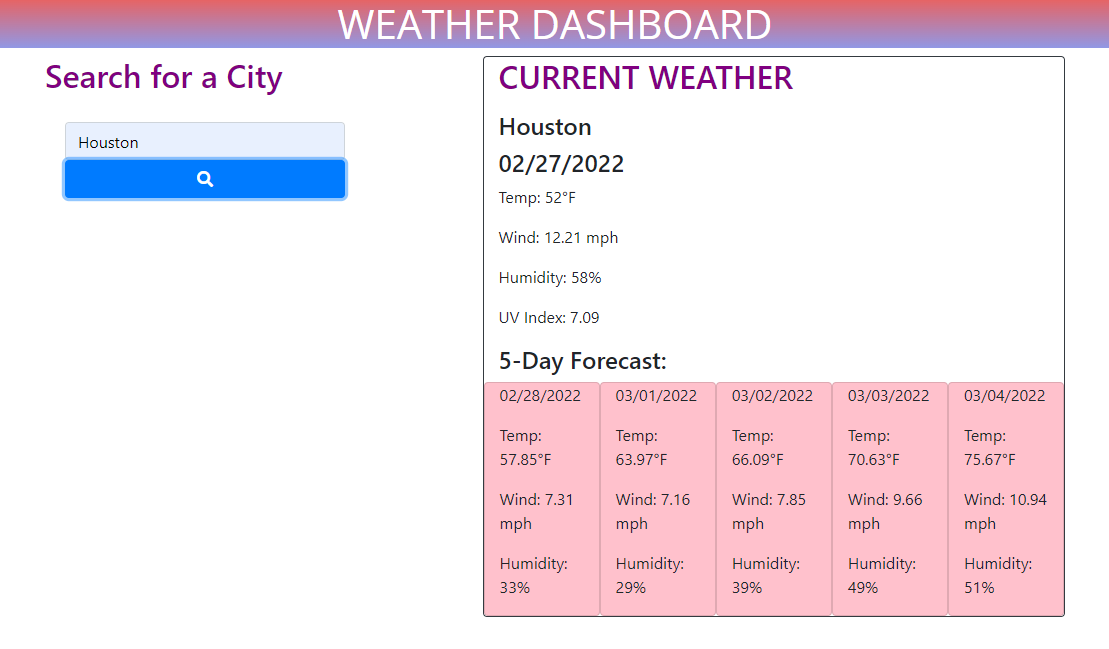 WEATHER DASHBOARD
Search for a City
Houston
CURRENT WEATHER
Houston
02/27/2022
Temp: 52°F
Wind: 12.21 mph
Humidity: 58%
UV Index: 7.09
5-Day Forecast:
02/28/2022
Temp:
57.85°F
Wind: 7.31
mph
Humidity:
33%
03/01/2022
Temp:
63.97°F
Wind: 7.16
mph
Humidity:
29%
03/02/2022
Temp:
66.09°F
Wind: 7.85
mph
Humidity:
39%
03/03/2022
Temp:
70.63°F
Wind: 9.66
mph
Humidity:
49%
03/04/2022
Temp:
75.67°F
Wind: 10.94
mph
Humidity:
51%